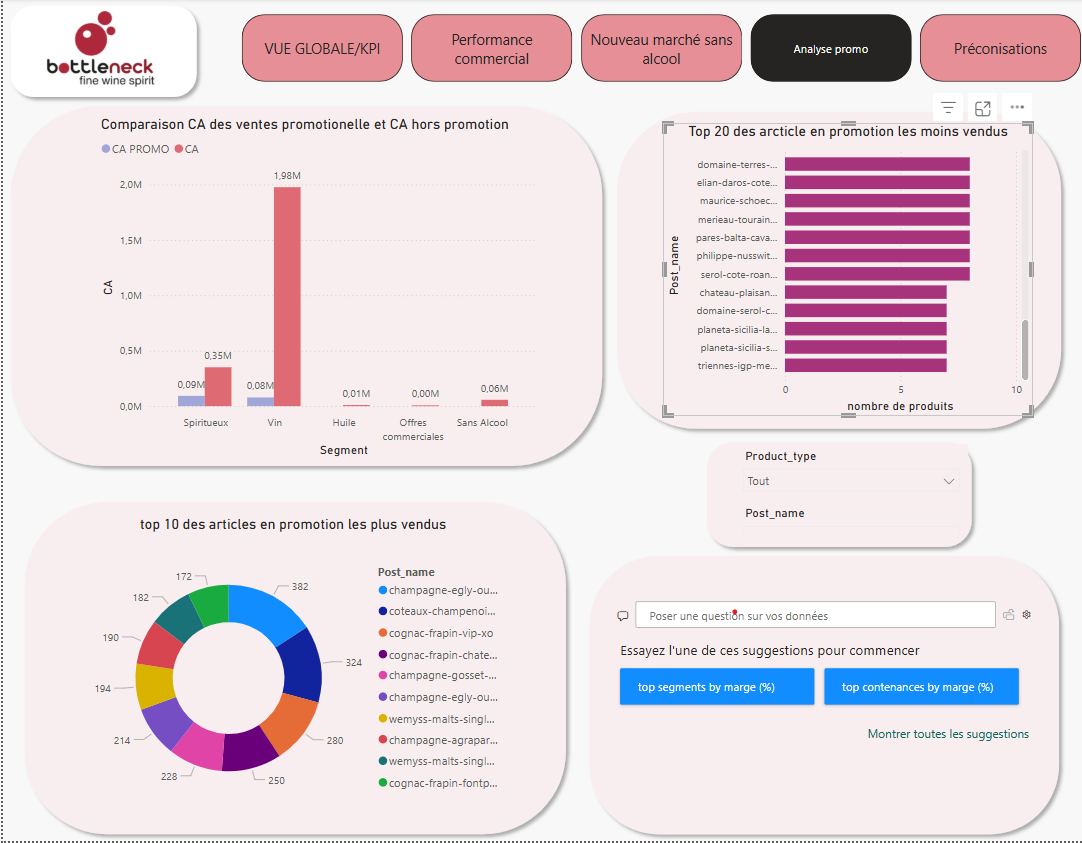 bottleneck
fine wine spirit
VUE GLOBALE/KPI
Performance
commercial
Nouveau marché sans
alcool
Analyse promo
Préconisations
Comparaison CA des ventes promotionelle et CA hors promotion
CA PROMO CA
2,0M
1,5M
1,0M
0,5M
0,0M
CA
0,09M
0,35M
0,08M
1,98M
0,01M
0,00M
0,06M
Spiritueux
Vin
Huile
Offres
commerciales
Sans Alcool
Segment
Top 20 des arcticle en promotion les moins vendus
Post_name
domaine-terres-...
elian-daros-cote...
maurice-schoec...
merieau-tourain...
pares-balta-cava...
philippe-nusswit...
serol-cote-roan...
chateau-plaisan...
domaine-serol-c...
planeta-sicilia-la...
planeta-sicilia-s...
triennes-igp-me...
0
5
10
nombre de produits
Product_type
Tout
Post_name
top 10 des articles en promotion les plus vendus
382
324
280
250
228
214
194
190
182
172
Post_name
champagne-egly-ou...
coteaux-champenoi...
cognac-frapin-vip-xo
cognac-frapin-chate...
champagne-gosset-...
champagne-egly-ou...
wemyss-malts-singl...
champagne-agrapar...
wemyss-malts-singl...
cognac-frapin-fontp...
Poser une question sur vos données
Essayez l'une de ces suggestions pour commencer
top segments by marge (%)
top contenances by marge (%)
Montrer toutes les suggestions